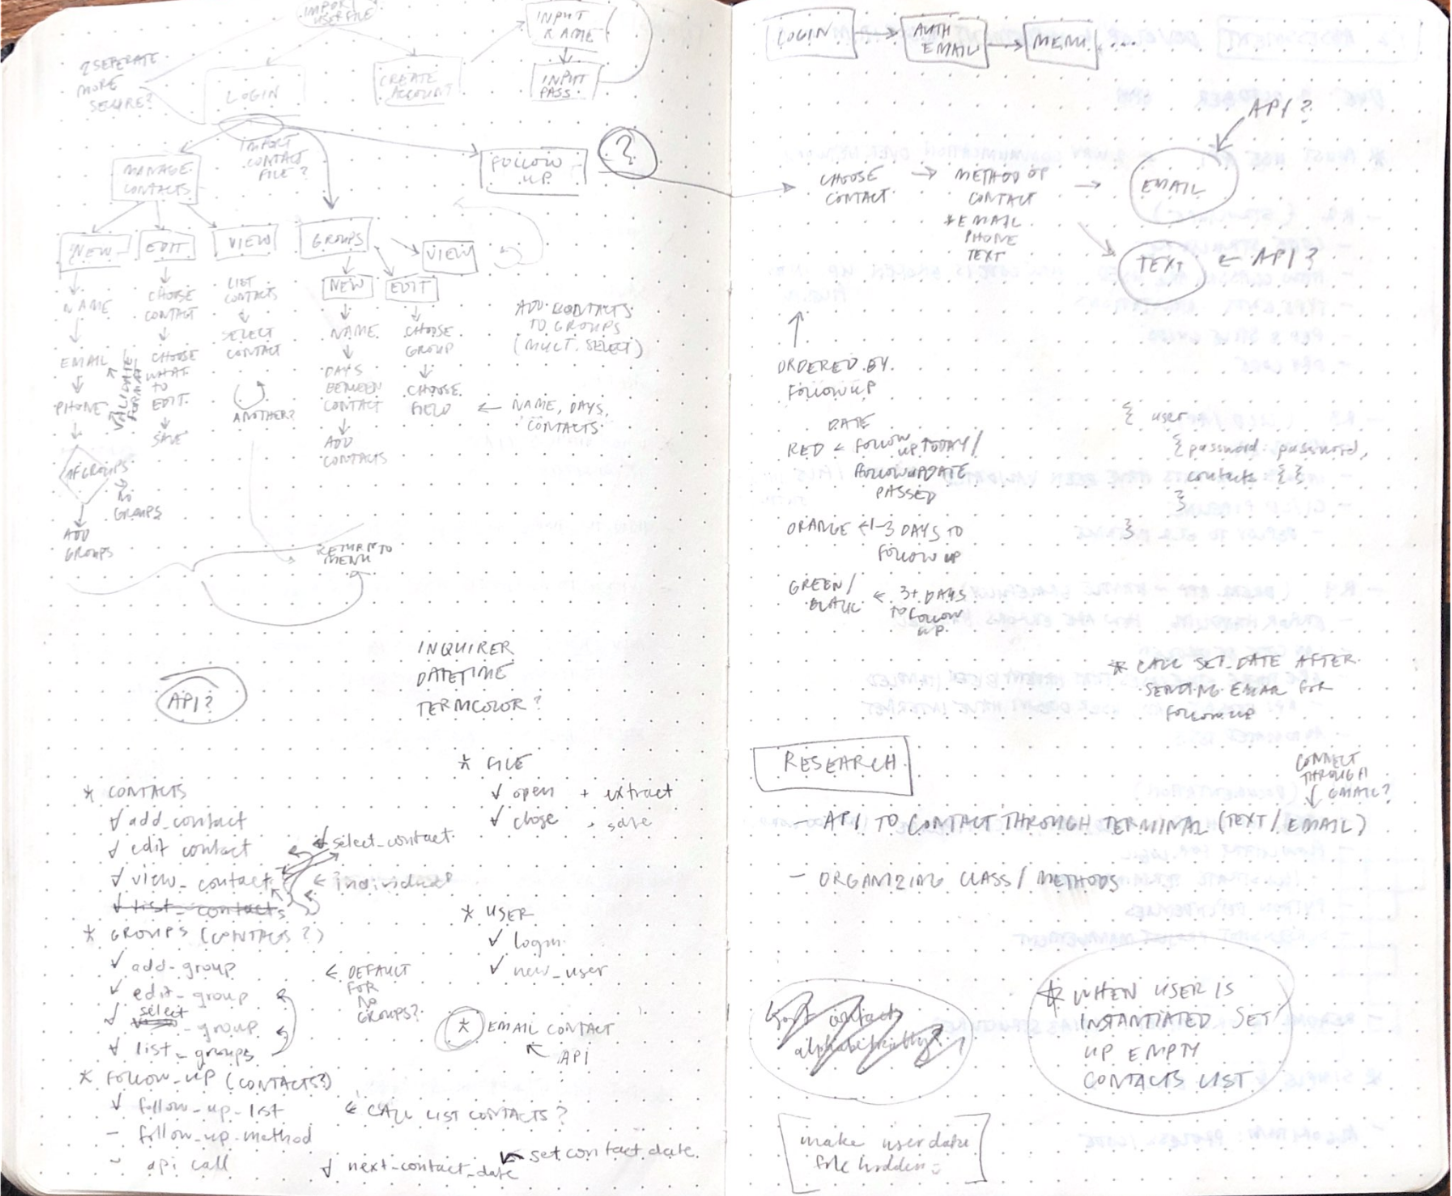 IMPORT
USERFILE
? SEPERATE
MORE
SECURE?
LOGIN
CREATE
ACCOUNT?
INPUT
NAME
INPUT
PASS.
IMPORT
CONTACT
FILE?
MANAGE
CONTACTS
FOLLOW
UP.
?
NEW
EDIT
VIEW
GROUPS
VIEW
NEW
EDIT
NAME
EMAIL
PHONE
VALIDATE
FORMAT
IF GROUPS
NO
GROUPS
ADD
GROUPS
CHOOSE
CONTACT
CHOOSE
WHAT
TO
EDIT.
SAVE
LIST
CONTACTS
SELECT
CONTACT
ANOTHER?
NAME
DAYS
BETWEEN
CONTACT
ADD
CONTACTS
CHOOSE
GROUP
CHOOSE
FIELD
← NAME, DAYS,
CONTACTS
ADD CONTACTS
TO GROUPS
(MULT. SELECT)
RETURN TO
MENU
API?
INQUIRER
DATETIME
TERMCOLOR?
* CONTACTS
✓ add_contact
✓ edit contact
✓ view_contact
✓ list_contacts
✓ select_contact
← individual?
* GROUPS (CONTACTS?)
✓ add_group
✓ edit_group
✓ select_group
✓ list_groups
← DEFAULT
FOR
NO
GROUPS?
* FOLLOW_UP (CONTACTS?)
✓ follow_up_list
– follow_up_method
– api call
← CALL LIST CONTACTS?
✓ next_contact_date
← set contact_date.
* FILE
✓ open + extract
✓ close , save
* USER
✓ login
✓ new_user
* EMAIL CONTACT
API
LOGIN → AUTH EMAIL → MENU ...
CHOOSE
CONTACT
→ METHOD OF
CONTACT
* EMAIL
PHONE
TEXT
→ EMAIL
API?
TEXT ← API?
ORDERED BY
FOLLOW UP
DATE
RED ← FOLLOW
UP TODAY/
FOLLOWUP DATE
PASSED
ORANGE ← 1-3 DAYS TO
FOLLOW UP
GREEN/
BLACK ← 3+ DAYS
TO FOLLOW
UP.
{ user
{ password: password,
contacts { }
}
}
* CALL SET_DATE AFTER
SENDING EMAIL FOR
FOLLOW UP
RESEARCH
CONNECT
THROUGH
GMAIL?
– API TO CONTACT THROUGH TERMINAL (TEXT/EMAIL)
– ORGANIZING CLASS/METHODS
Sort contacts
alphabetically?
* WHEN USER IS
INSTANTIATED SET
UP EMPTY
CONTACTS LIST
make user data
file hidden